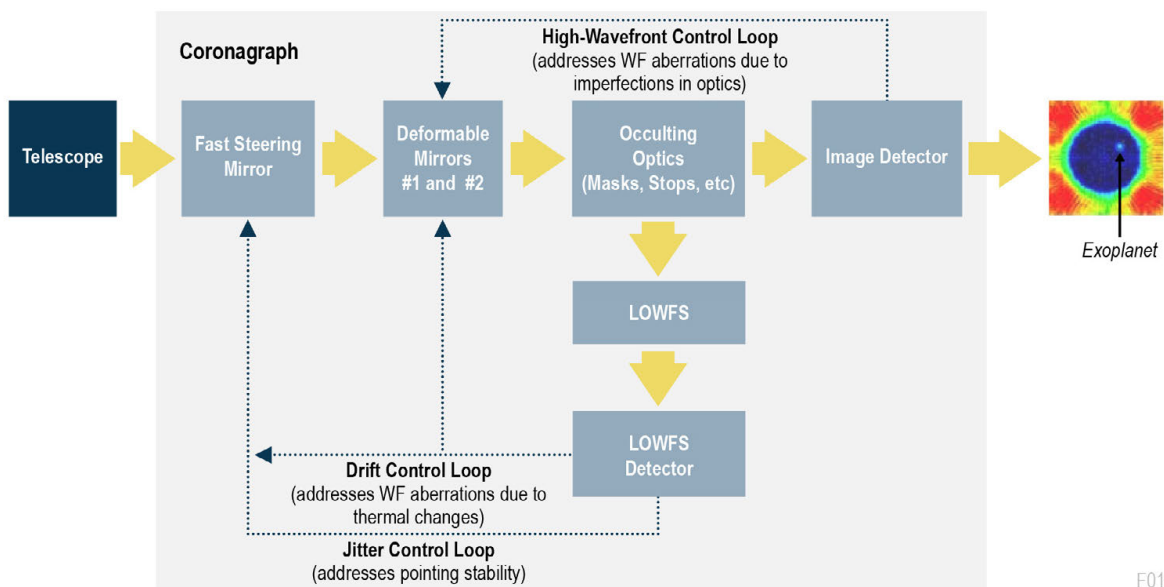 Coronagraph
High-Wavefront Control Loop
(addresses WF aberrations due to
imperfections in optics)
Telescope
Fast Steering
Mirror
Deformable
Mirrors
#1 and #2
Occulting
Optics
(Masks, Stops, etc)
Image Detector
Exoplanet
LOWFS
LOWFS
Detector
Drift Control Loop
(addresses WF aberrations due to
thermal changes)
Jitter Control Loop
(addresses pointing stability)
F01